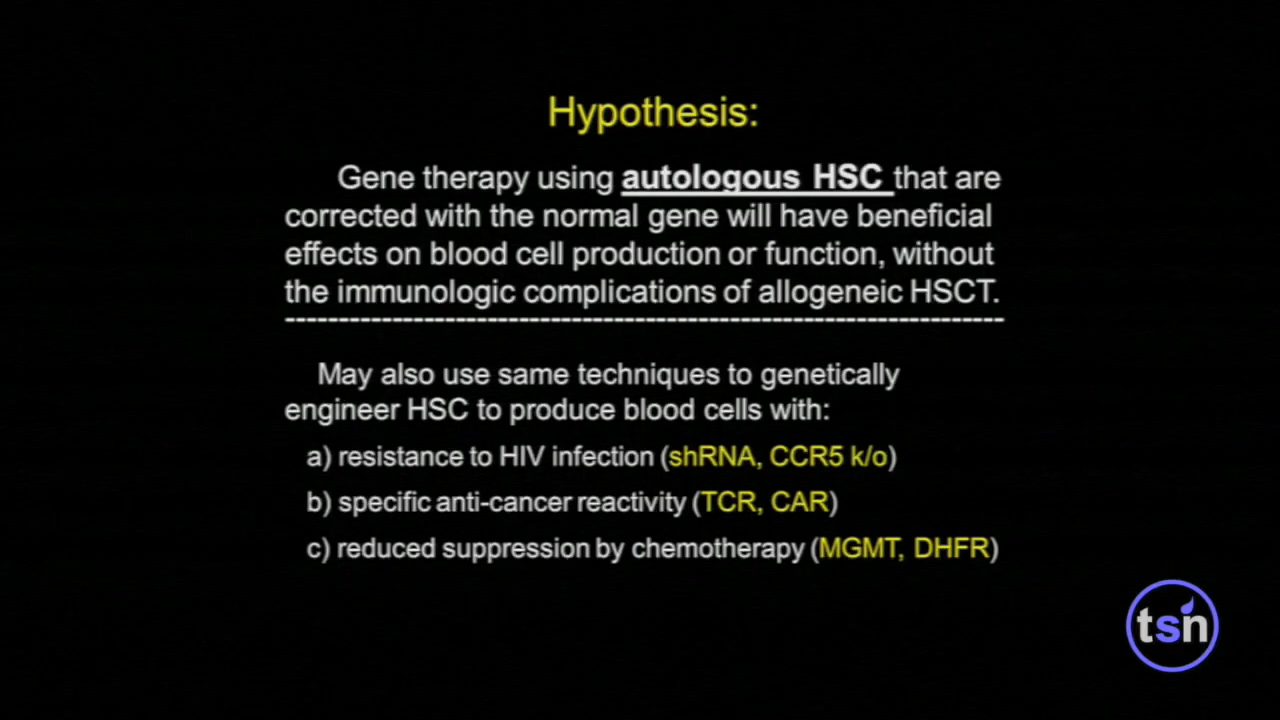 Hypothesis:
Gene therapy using autologous HSC that are
corrected with the normal gene will have beneficial
effects on blood cell production or function, without
the immunologic complications of allogeneic HSCT.
--------------------------------------------------------------------
May also use same techniques to genetically
engineer HSC to produce blood cells with:
a) resistance to HIV infection (shRNA, CCR5 k/o)
b) specific anti-cancer reactivity (TCR, CAR)
c) reduced suppression by chemotherapy (MGMT, DHFR)
tsn